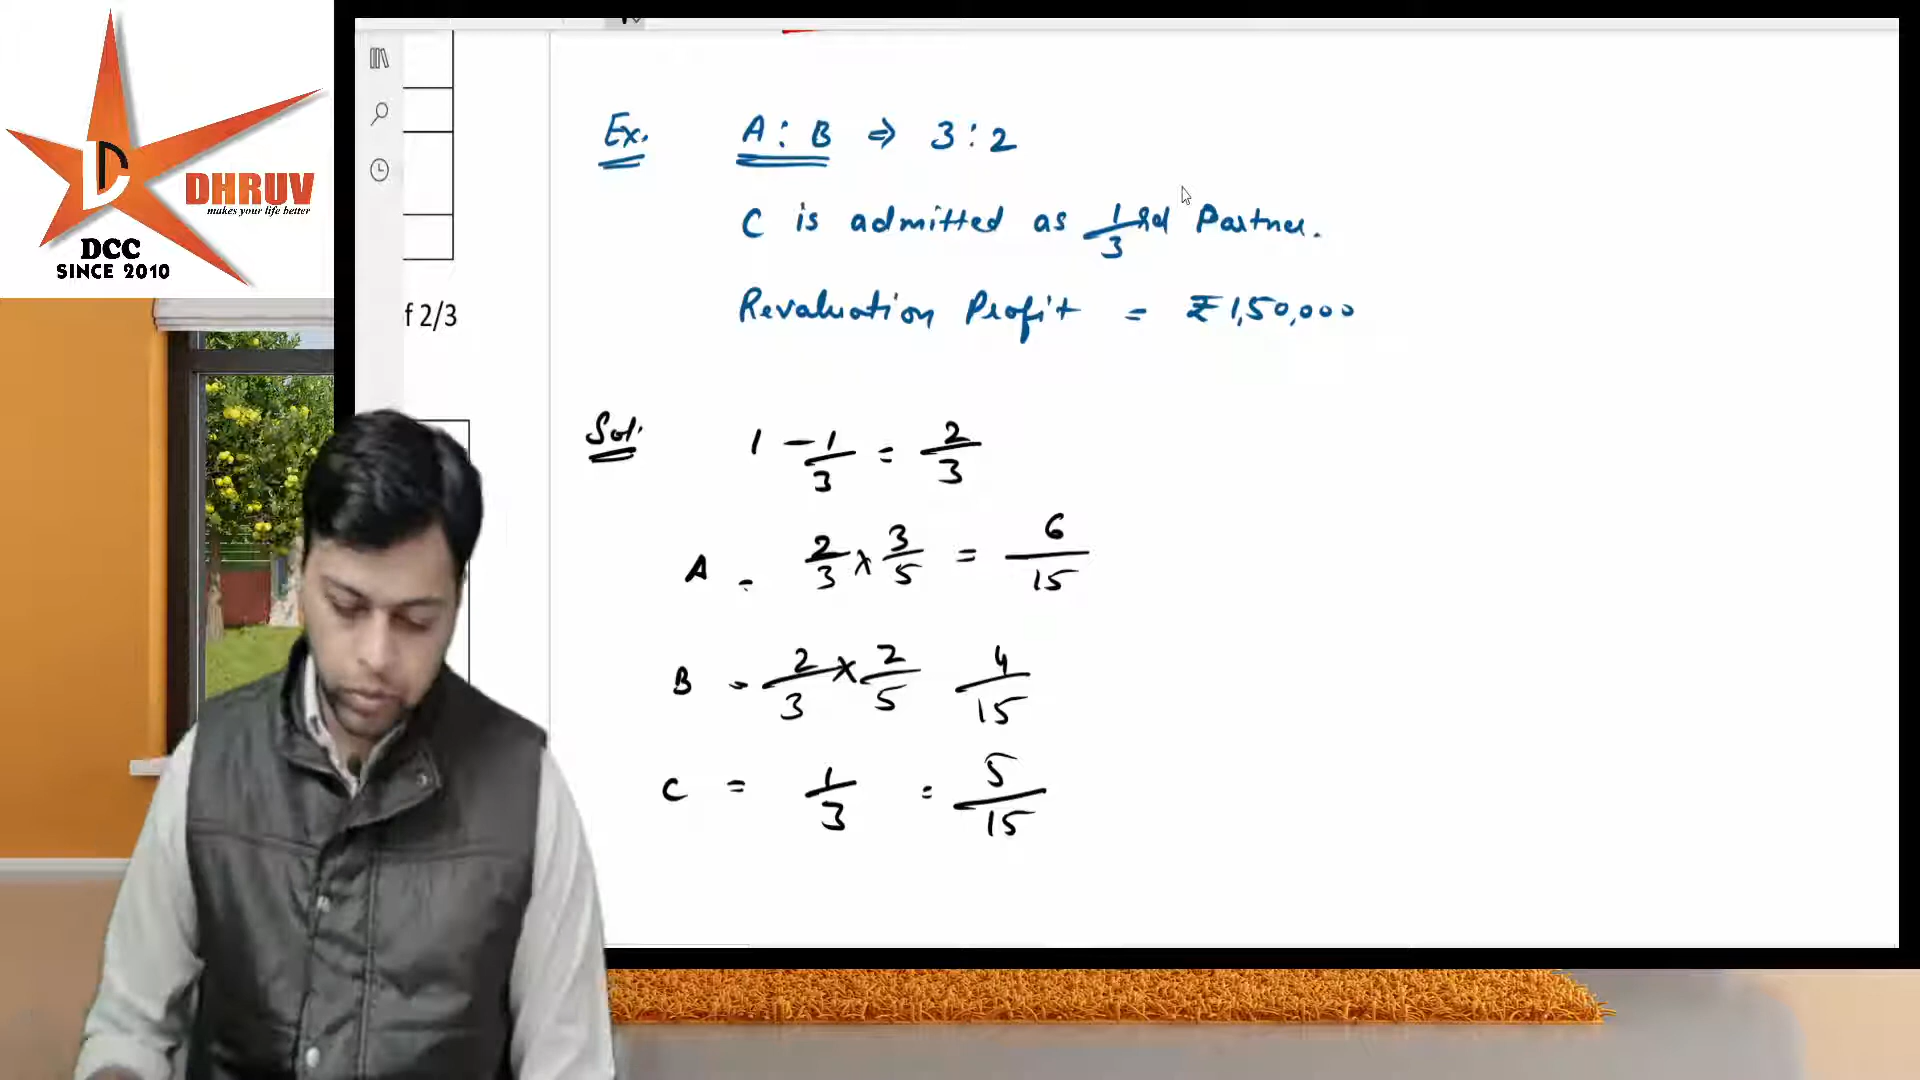 DHRUV
makes your life better
DCC
SINCE 2010
f 2/3
Ex. A : B ⇒ 3 : 2
C is admitted as 1/3rd Partner.
Revaluation Profit = ₹1,50,000
Sol.
1 - 1/3 = 2/3
A = 2/3 × 3/5 = 6/15
B = 2/3 × 2/5 4/15
C = 1/3 = 5/15